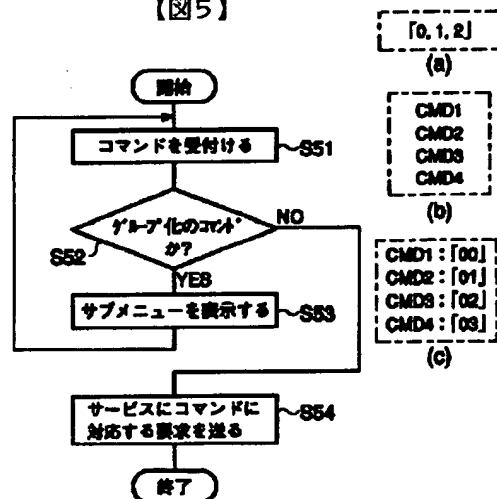 【図5】
開始
コマンドを受付ける
S51
グループ化のコマンド
か?
S52
NO
YES
サブメニューを表示する
S53
サービスにコマンドに
対応する要求を送る
S54
終了
「0,1,2」
(a)
CMD1
CMD2
CMD3
CMD4
(b)
CMD1:「00」
CMD2:「01」
CMD3:「02」
CMD4:「03」
(c)